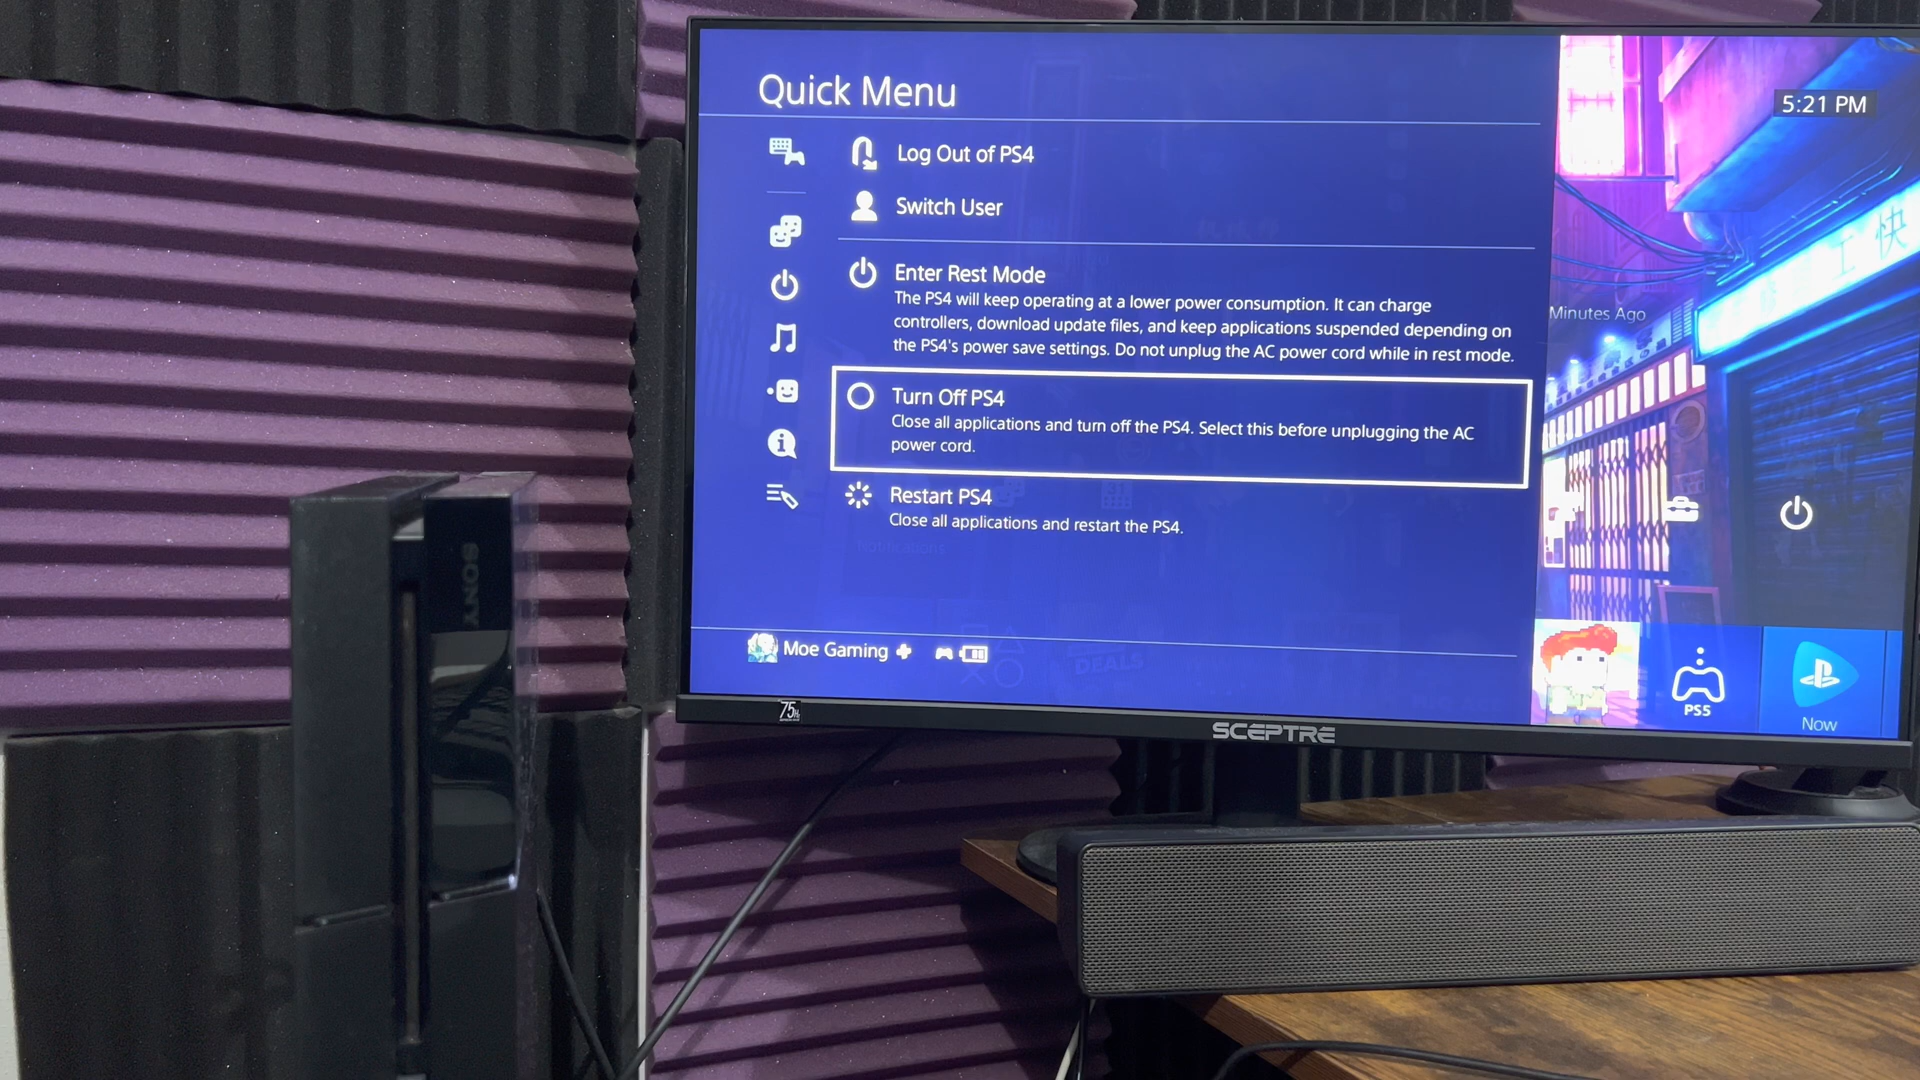 Quick Menu
5:21 PM
Log Out of PS4
Switch User
Enter Rest Mode
The PS4 will keep operating at a lower power consumption. It can charge
controllers, download update files, and keep applications suspended depending on
the PS4's power save settings. Do not unplug the AC power cord while in rest mode.
Minutes Ago
Turn Off PS4
Close all applications and turn off the PS4. Select this before unplugging the AC
power cord.
Restart PS4
Close all applications and restart the PS4.
Notifications
Moe Gaming
DEALS
PS5
Now
75
SCEPTRE
SONY